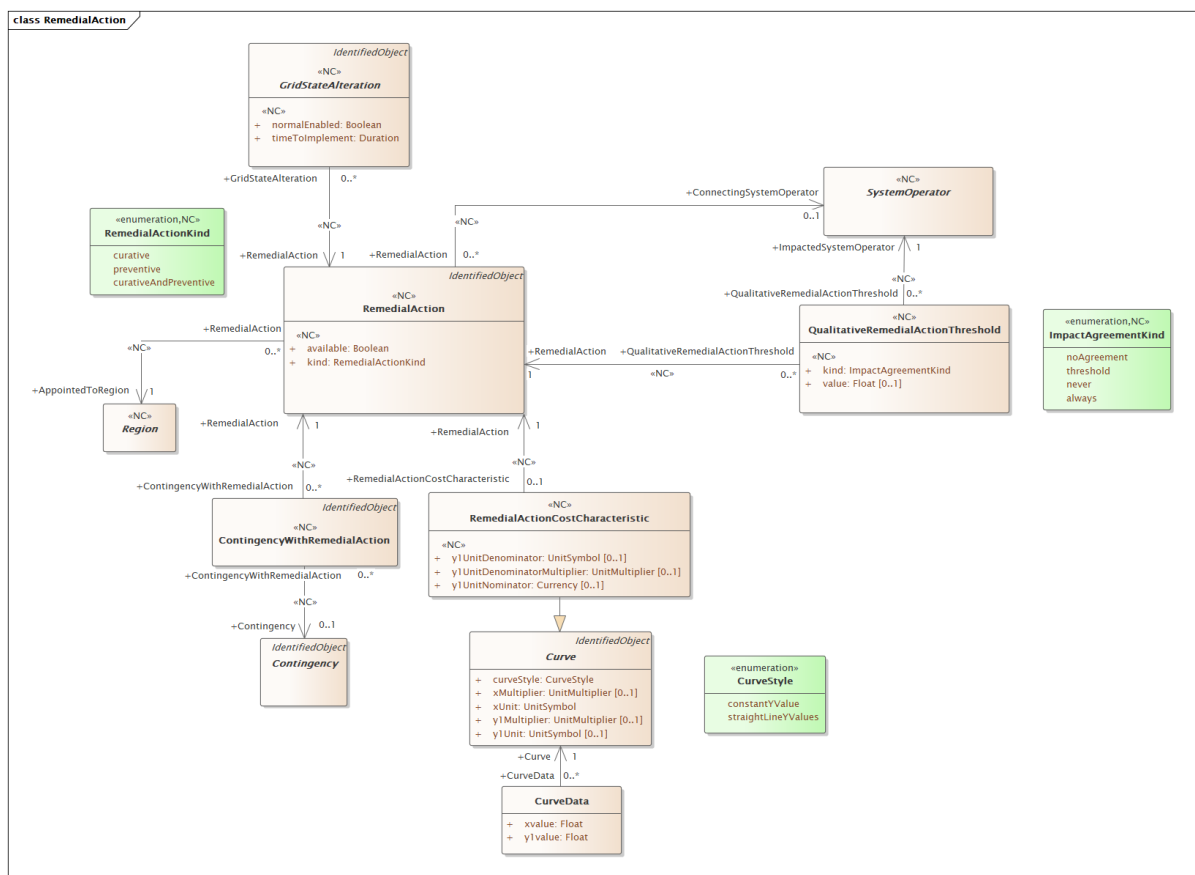 class RemedialAction
IdentifiedObject
«NC»
GridStateAlteration
«NC»
+ normalEnabled: Boolean
+ timeToImplement: Duration
+GridStateAlteration 0..*
«NC»
+RemedialAction 1
«enumeration,NC»
RemedialActionKind
curative
preventive
curativeAndPreventive
«NC»
SystemOperator
+ConnectingSystemOperator
0..1
«NC»
+RemedialAction 0..*
+ImpactedSystemOperator 1
«NC»
+QualitativeRemedialActionThreshold 0..*
IdentifiedObject
«NC»
RemedialAction
«NC»
+ available: Boolean
+ kind: RemedialActionKind
«NC»
QualitativeRemedialActionThreshold
«NC»
+ kind: ImpactAgreementKind
+ value: Float [0..1]
«enumeration,NC»
ImpactAgreementKind
noAgreement
threshold
never
always
+RemedialAction
0..*
«NC»
+AppointedToRegion 1
«NC»
Region
+RemedialAction +QualitativeRemedialActionThreshold
1 «NC» 0..*
+RemedialAction 1
«NC»
+ContingencyWithRemedialAction 0..*
+RemedialAction 1
«NC»
+RemedialActionCostCharacteristic 0..1
IdentifiedObject
«NC»
ContingencyWithRemedialAction
+ContingencyWithRemedialAction 0..*
«NC»
+Contingency 0..1
IdentifiedObject
Contingency
«NC»
RemedialActionCostCharacteristic
«NC»
+ y1UnitDenominator: UnitSymbol [0..1]
+ y1UnitDenominatorMultiplier: UnitMultiplier [0..1]
+ y1UnitNominator: Currency [0..1]
IdentifiedObject
Curve
+ curveStyle: CurveStyle
+ xMultiplier: UnitMultiplier [0..1]
+ xUnit: UnitSymbol
+ y1Multiplier: UnitMultiplier [0..1]
+ y1Unit: UnitSymbol [0..1]
«enumeration»
CurveStyle
constantYValue
straightLineYValues
+Curve 1
+CurveData 0..*
CurveData
+ xvalue: Float
+ y1value: Float